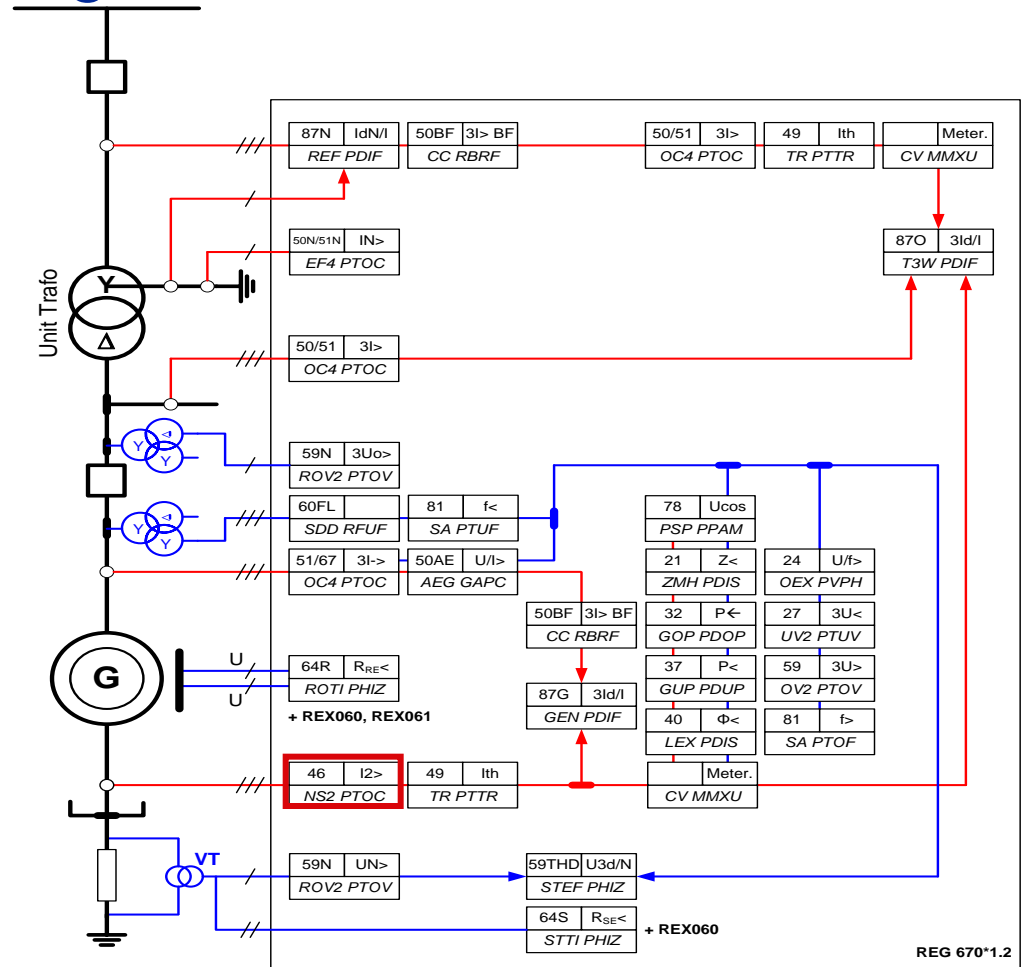 87N IdN/I
REF PDIF
50BF 3I> BF
CC RBRF
50/51 3I>
OC4 PTOC
49 Ith
TR PTTR
Meter.
CV MMXU
50N/51N IN>
EF4 PTOC
87O 3Id/I
T3W PDIF
Unit Trafo
Y
Δ
50/51 3I>
OC4 PTOC
Y Δ Y
59N 3Uo>
ROV2 PTOV
Y Δ Y
60FL
SDD RFUF
81 f<
SA PTUF
78 Ucos
PSP PPAM
51/67 3I->
OC4 PTOC
50AE U/I>
AEG GAPC
21 Z<
ZMH PDIS
24 U/f>
OEX PVPH
50BF 3I> BF
CC RBRF
32 P←
GOP PDOP
27 3U<
UV2 PTUV
G
U
U
64R RRE<
ROTI PHIZ
+ REX060, REX061
87G 3Id/I
GEN PDIF
37 P<
GUP PDUP
59 3U>
OV2 PTOV
40 Φ<
LEX PDIS
81 f>
SA PTOF
46 I2>
NS2 PTOC
49 Ith
TR PTTR
Meter.
CV MMXU
VT
59N UN>
ROV2 PTOV
59THD U3d/N
STEF PHIZ
64S RSE<
STTI PHIZ
+ REX060
REG 670*1.2